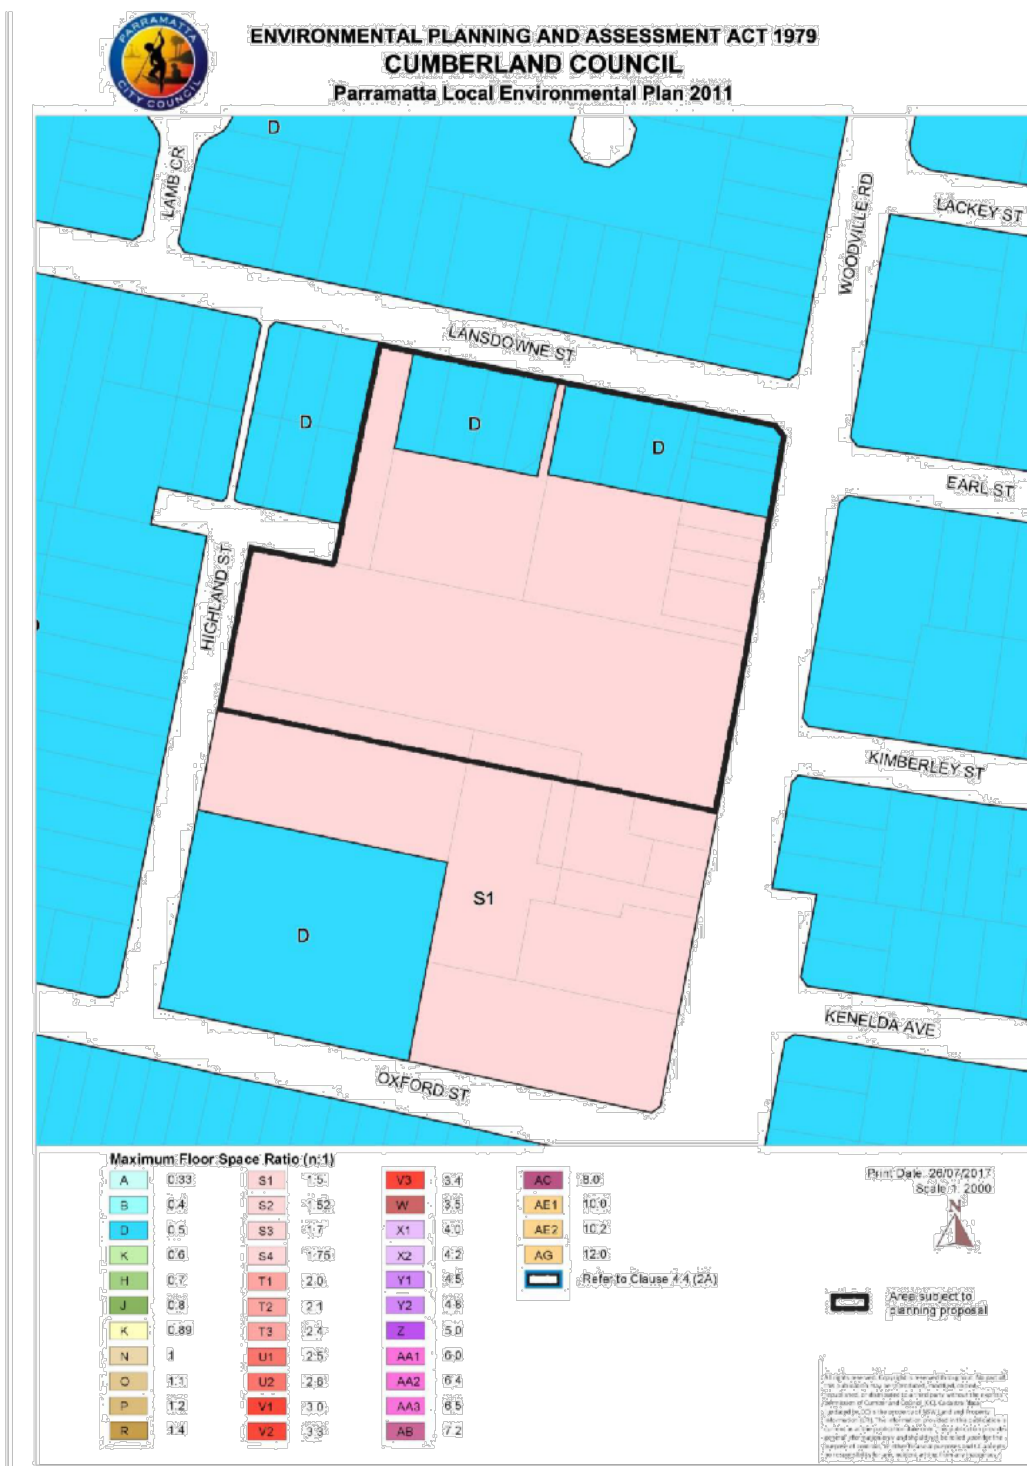 PARRAMATTA
CITY COUNCIL
ENVIRONMENTAL PLANNING AND ASSESSMENT ACT 1979
CUMBERLAND COUNCIL
Parramatta Local Environmental Plan 2011
D
LAMB CR
WOODVILLE RD
LACKEY ST
LANSDOWNE ST
D
D
D
EARL ST
HIGHLAND ST
KIMBERLEY ST
S1
D
KENELDA AVE
OXFORD ST
Maximum Floor Space Ratio (n:1)
A 0.33
B 0.4
D 0.5
K 0.6
H 0.7
J 0.8
K 0.89
N 1
O 1.1
P 1.2
R 1.4
S1 1.5
S2 1.52
S3 1.7
S4 1.75
T1 2.0
T2 2.1
T3 2.4
U1 2.5
U2 2.8
V1 3.0
V2 3.3
V3 3.4
W 3.5
X1 4.0
X2 4.2
Y1 4.5
Y2 4.8
Z 5.0
AA1 6.0
AA2 6.4
AA3 6.5
AB 7.2
AC 8.0
AE1 10.0
AE2 10.2
AG 12.0
Refer to Clause 4.4 (2A)
Print Date: 26/07/2017
Scale 1: 2000
N
Area subject to
planning proposal